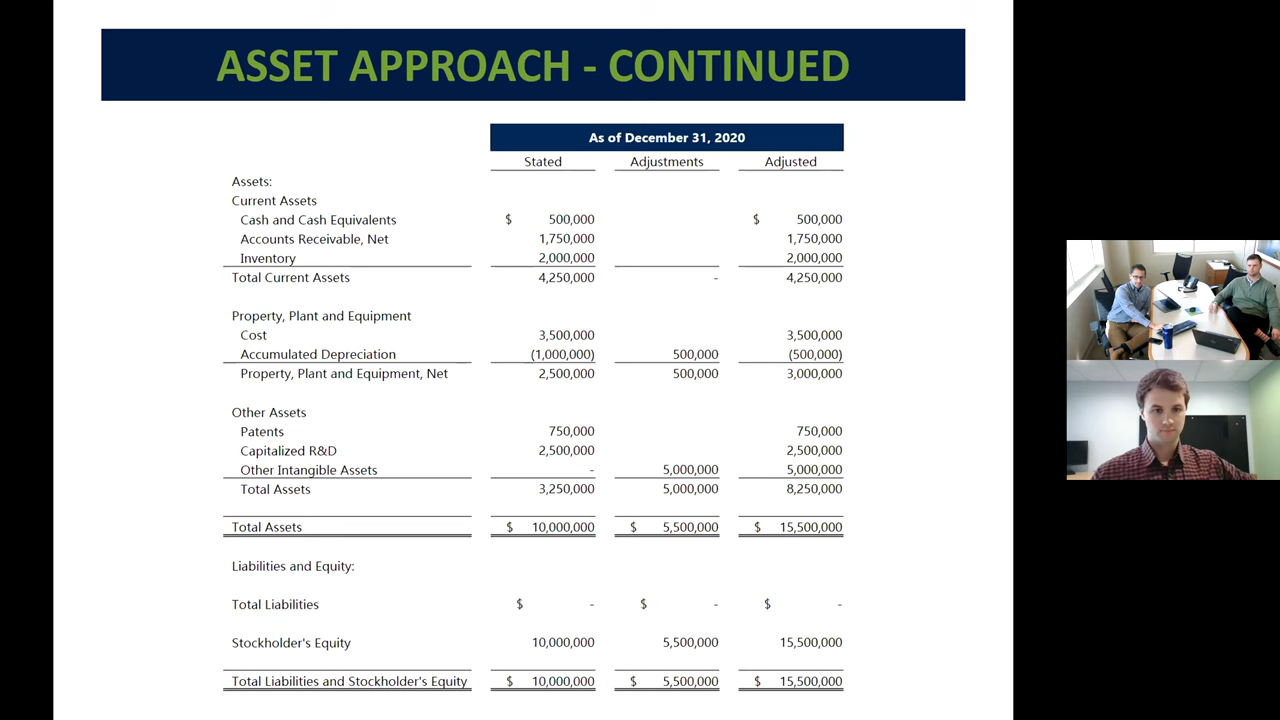 ASSET APPROACH - CONTINUED
As of December 31, 2020
Stated Adjustments Adjusted
Assets:
Current Assets
Cash and Cash Equivalents $ 500,000 $ 500,000
Accounts Receivable, Net 1,750,000 1,750,000
Inventory 2,000,000 2,000,000
Total Current Assets 4,250,000 - 4,250,000
Property, Plant and Equipment
Cost 3,500,000 3,500,000
Accumulated Depreciation (1,000,000) 500,000 (500,000)
Property, Plant and Equipment, Net 2,500,000 500,000 3,000,000
Other Assets
Patents 750,000 750,000
Capitalized R&D 2,500,000 2,500,000
Other Intangible Assets - 5,000,000 5,000,000
Total Assets 3,250,000 5,000,000 8,250,000
Total Assets $ 10,000,000 $ 5,500,000 $ 15,500,000
Liabilities and Equity:
Total Liabilities $ - $ - $ -
Stockholder's Equity 10,000,000 5,500,000 15,500,000
Total Liabilities and Stockholder's Equity $ 10,000,000 $ 5,500,000 $ 15,500,000